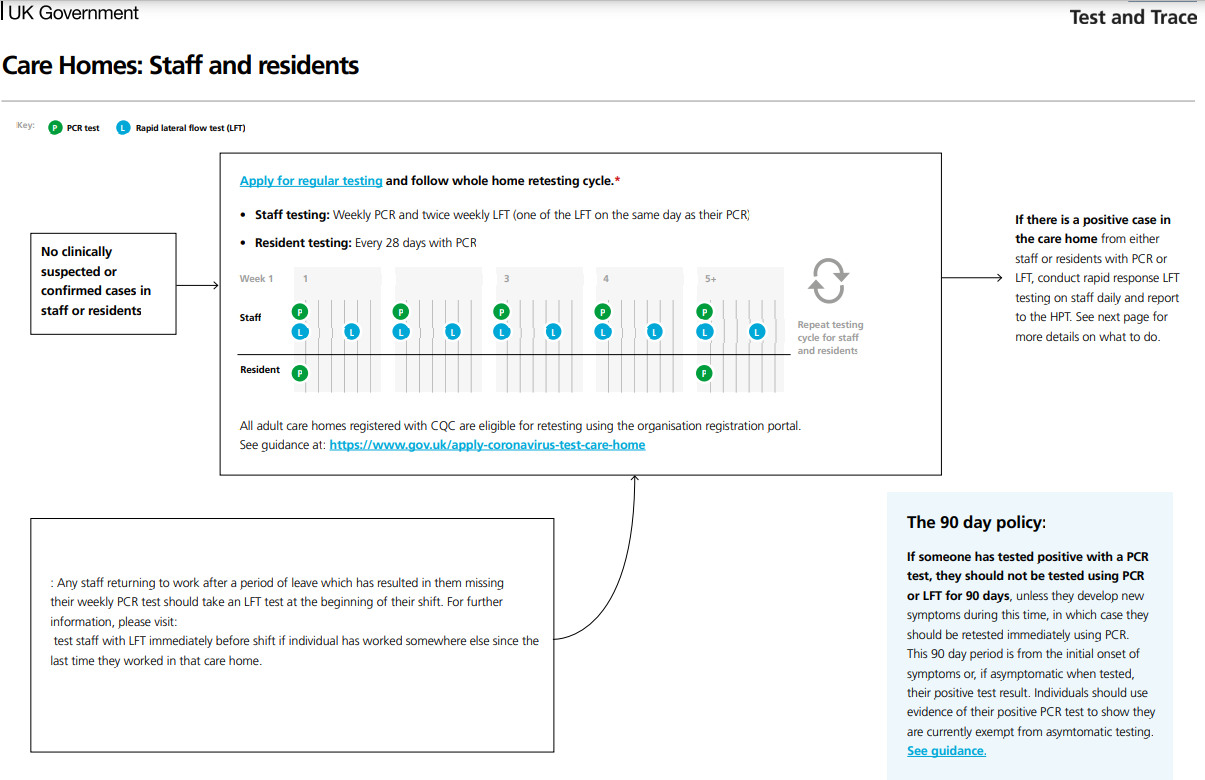 UK Government
Test and Trace
Care Homes: Staff and residents
Key:
P PCR test
L Rapid lateral flow test (LFT)
No clinically
suspected or
confirmed cases in
staff or residents
Apply for regular testing and follow whole home retesting cycle.*
• Staff testing: Weekly PCR and twice weekly LFT (one of the LFT on the same day as their PCR)
• Resident testing: Every 28 days with PCR
Week 1 1 3 4 5+
Staff
P P P P P
L L L L L L L L L L
Resident
P P
Repeat testing
cycle for staff
and residents
All adult care homes registered with CQC are eligible for retesting using the organisation registration portal.
See guidance at: https://www.gov.uk/apply-coronavirus-test-care-home
If there is a positive case in
the care home from either
staff or residents with PCR or
LFT, conduct rapid response LFT
testing on staff daily and report
to the HPT. See next page for
more details on what to do.
: Any staff returning to work after a period of leave which has resulted in them missing
their weekly PCR test should take an LFT test at the beginning of their shift. For further
information, please visit:
test staff with LFT immediately before shift if individual has worked somewhere else since the
last time they worked in that care home.
The 90 day policy:
If someone has tested positive with a PCR
test, they should not be tested using PCR
or LFT for 90 days, unless they develop new
symptoms during this time, in which case they
should be retested immediately using PCR.
This 90 day period is from the initial onset of
symptoms or, if asymptomatic when tested,
their positive test result. Individuals should use
evidence of their positive PCR test to show they
are currently exempt from asymtomatic testing.
See guidance.